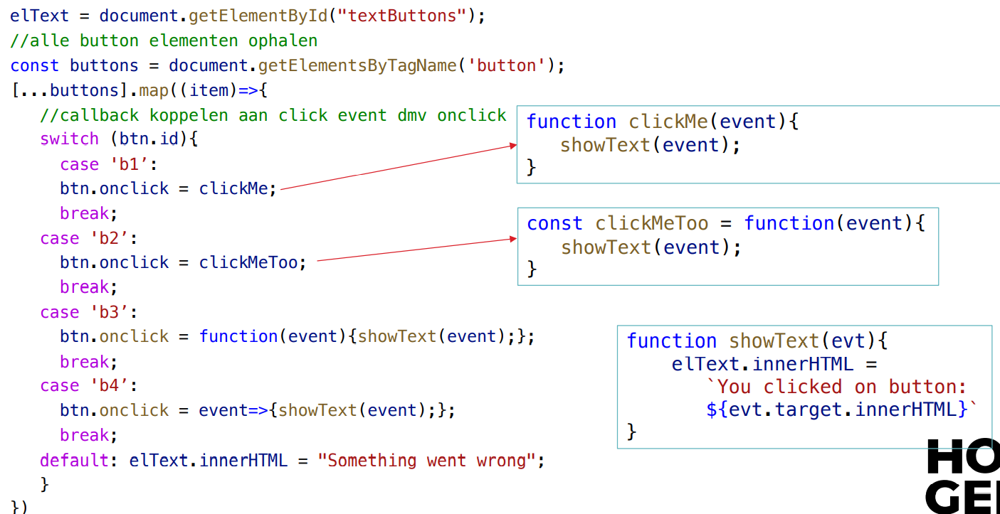 elText = document.getElementById("textButtons");
//alle button elementen ophalen
const buttons = document.getElementsByTagName('button');
[...buttons].map((item)=>{
   //callback koppelen aan click event dmv onclick
   switch (btn.id){
     case 'b1’:
     btn.onclick = clickMe;
     break;
   case 'b2’:
     btn.onclick = clickMeToo;
     break;
   case 'b3’:
     btn.onclick = function(event){showText(event);};
     break;
   case 'b4’:
     btn.onclick = event=>{showText(event);};
     break;
   default: elText.innerHTML = "Something went wrong";
   }
})
function clickMe(event){
   showText(event);
}
const clickMeToo = function(event){
   showText(event);
}
function showText(evt){
    elText.innerHTML =
       `You clicked on button:
       ${evt.target.innerHTML}`
}
HO
GE